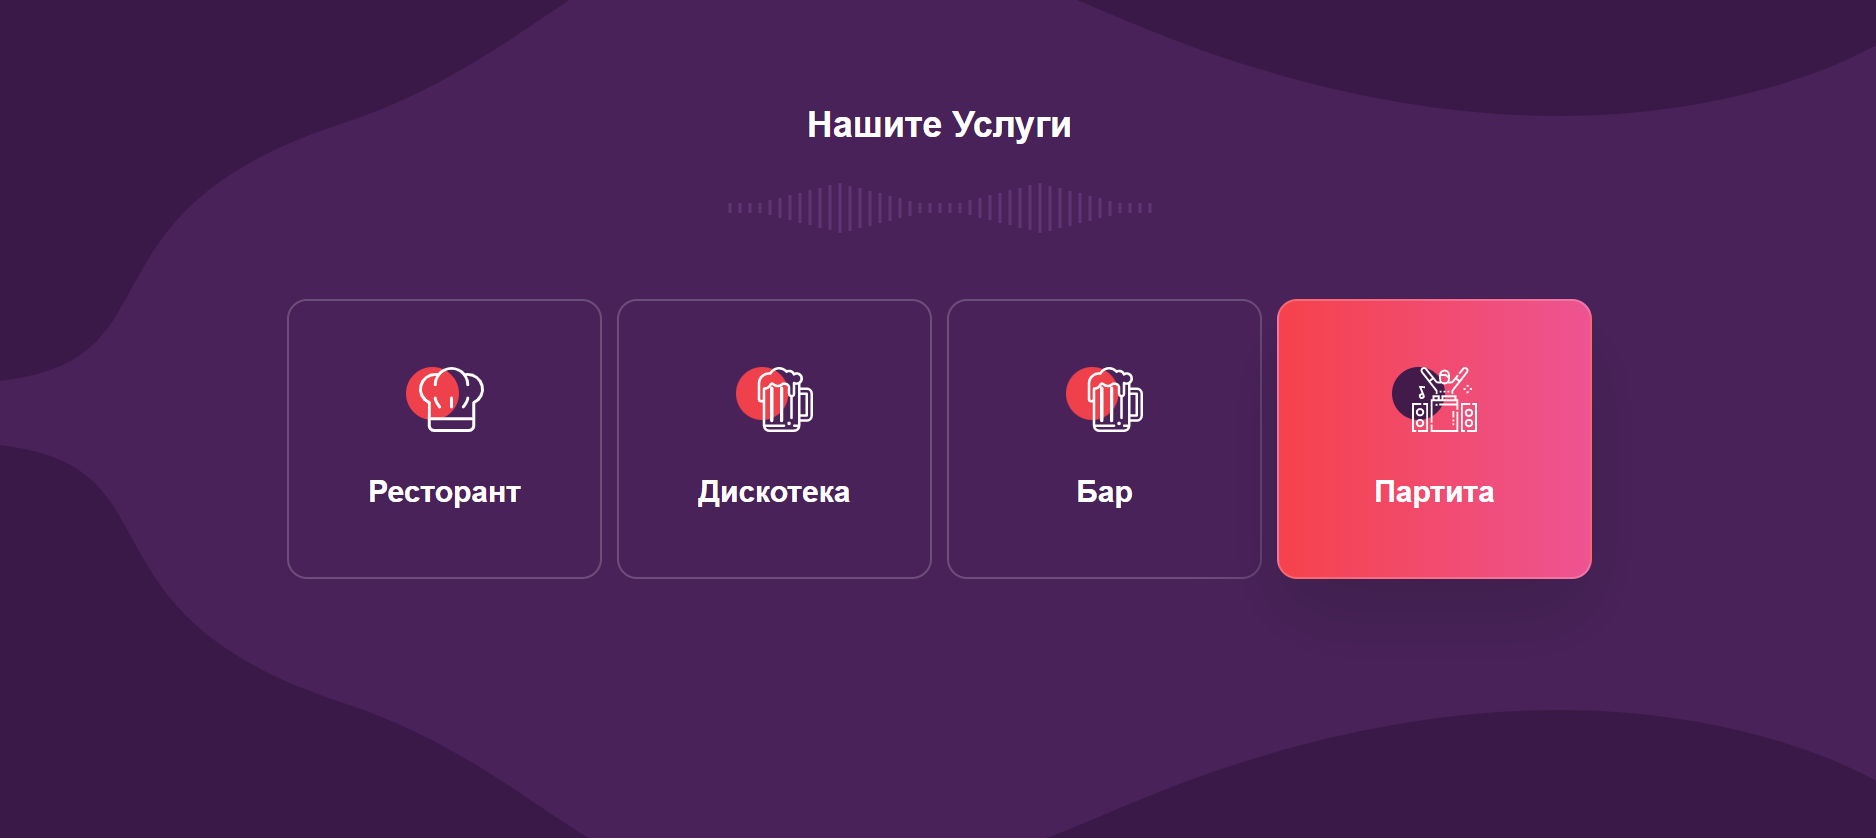 Нашите Услуги
Ресторант
Дискотека
Бар
Партита